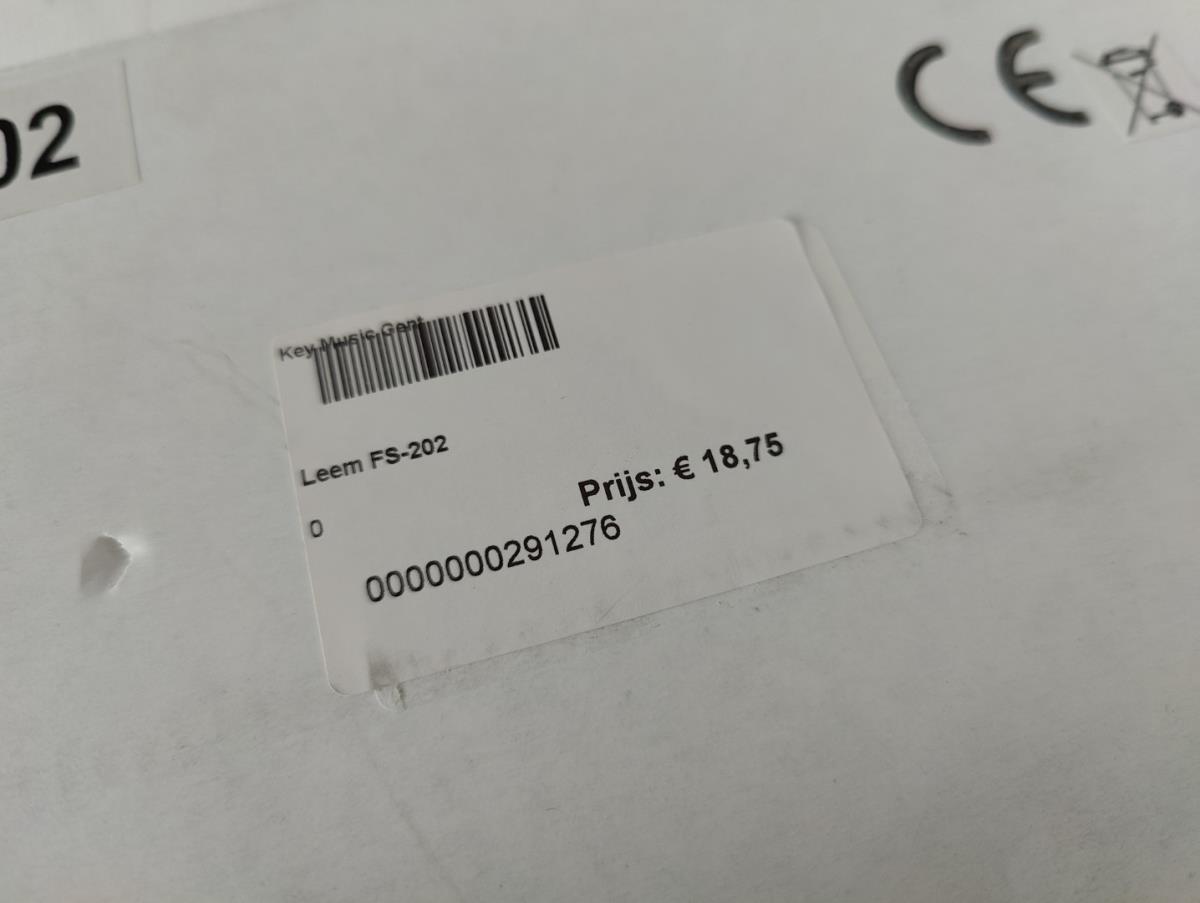 02
CE
Key Music Gent
Leem FS-202
Prijs: € 18,75
0
0000000291276